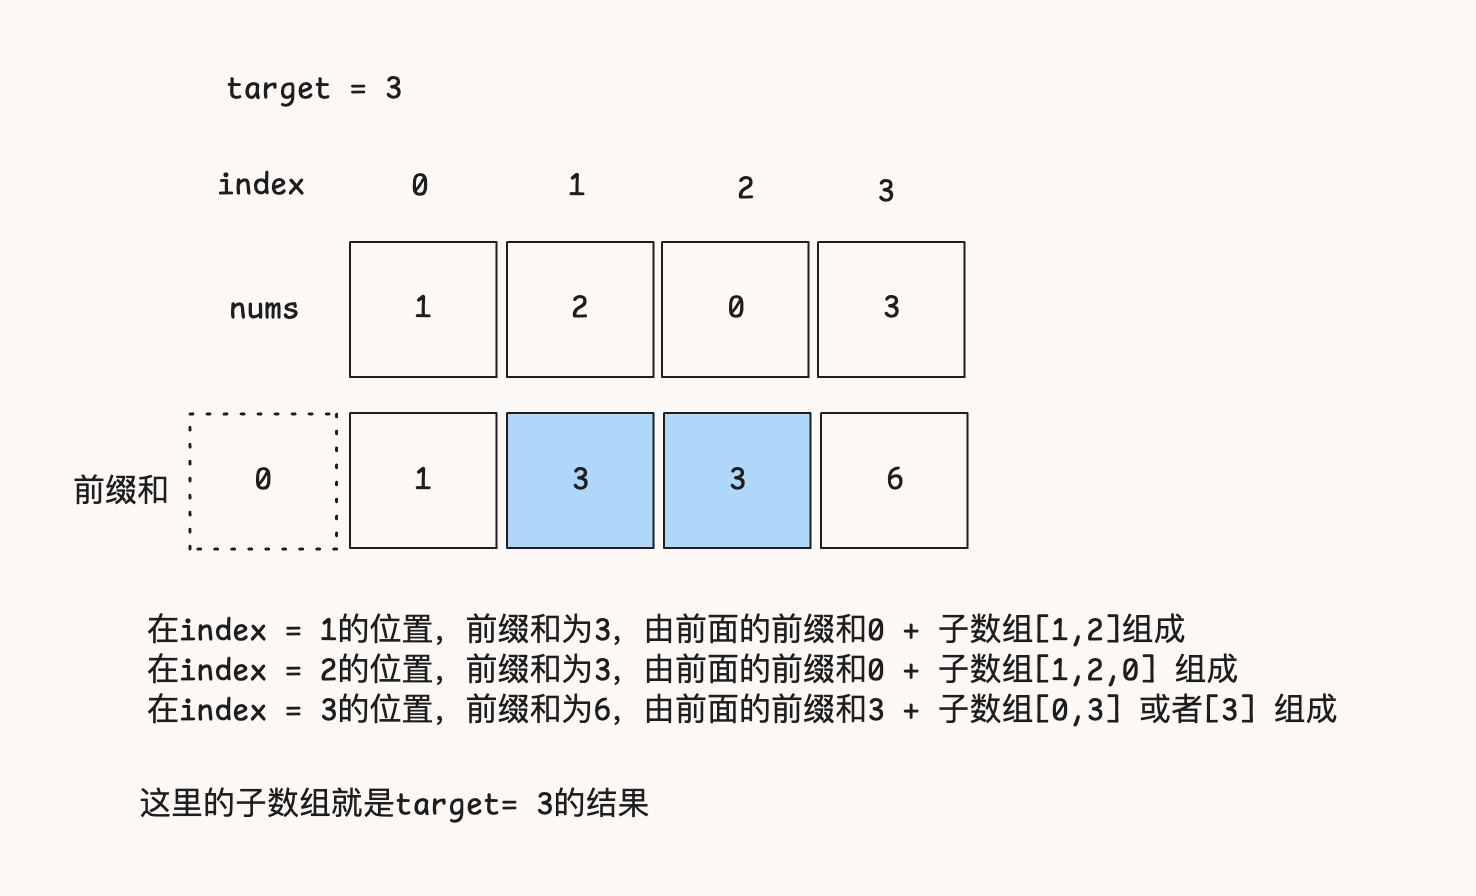 target = 3
index 0 1 2 3
nums 1 2 0 3
前缀和 0 1 3 3 6
在index = 1的位置，前缀和为3，由前面的前缀和0 + 子数组[1,2]组成
在index = 2的位置，前缀和为3，由前面的前缀和0 + 子数组[1,2,0] 组成
在index = 3的位置，前缀和为6，由前面的前缀和3 + 子数组[0,3] 或者[3] 组成
这里的子数组就是target= 3的结果